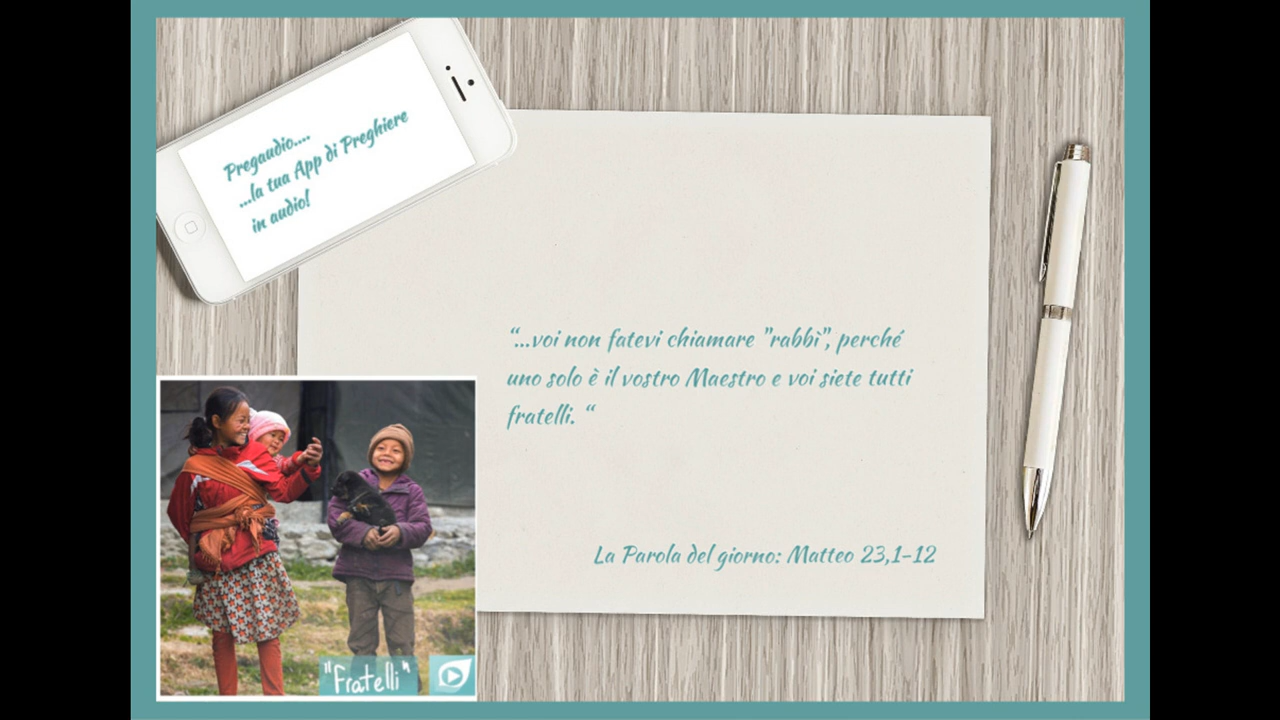 Pregaudio....
...la tua App di Preghiere
in audio!
“...voi non fatevi chiamare "rabbì", perché
uno solo è il vostro Maestro e voi siete tutti
fratelli. “
La Parola del giorno: Matteo 23,1-12
"Fratelli"